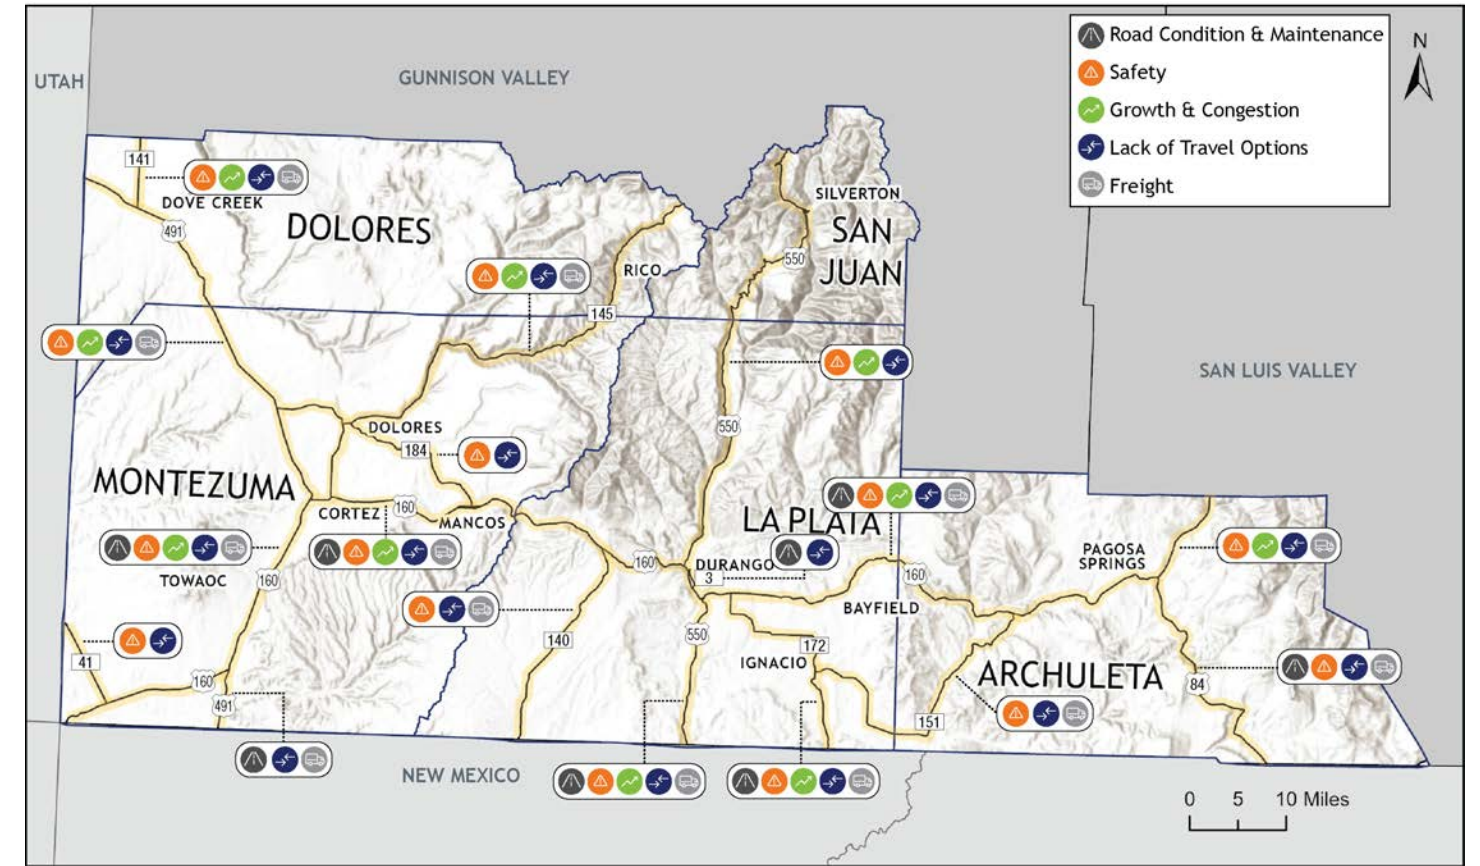 Road Condition & Maintenance
Safety
Growth & Congestion
Lack of Travel Options
Freight
N
UTAH
GUNNISON VALLEY
141
DOVE CREEK
491
DOLORES
SILVERTON
SAN
JUAN
550
RICO
145
SAN LUIS VALLEY
DOLORES
184
550
MONTEZUMA
CORTEZ
160
MANCOS
LA PLATA
TOWAOC
160
160
DURANGO
3
160
PAGOSA
SPRINGS
BAYFIELD
41
140
550
172
IGNACIO
ARCHULETA
84
160
491
151
NEW MEXICO
0 5 10 Miles